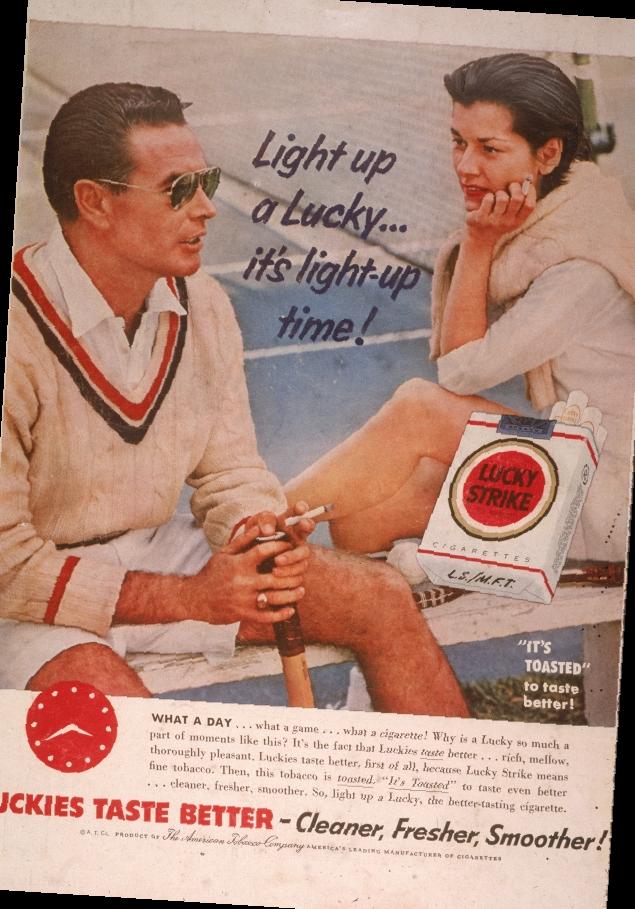 Light up
a Lucky...
it's light-up
time!
LUCKY
STRIKE
CIGARETTES
L.S./M.F.T.
"IT'S
TOASTED"
to taste
better!
WHAT A DAY . . . what a game . . . what a cigarette! Why is a Lucky so much a
part of moments like this? It's the fact that Luckies taste better . . . rich, mellow,
thoroughly pleasant. Luckies taste better, first of all, because Lucky Strike means
fine tobacco. Then, this tobacco is toasted. "It's Toasted" to taste even better
. . . cleaner, fresher, smoother. So, light up a Lucky, the better-tasting cigarette.
UCKIES TASTE BETTER – Cleaner, Fresher, Smoother!
©A.T.Co. PRODUCT OF The American Tobacco Company AMERICA'S LEADING MANUFACTURER OF CIGARETTES